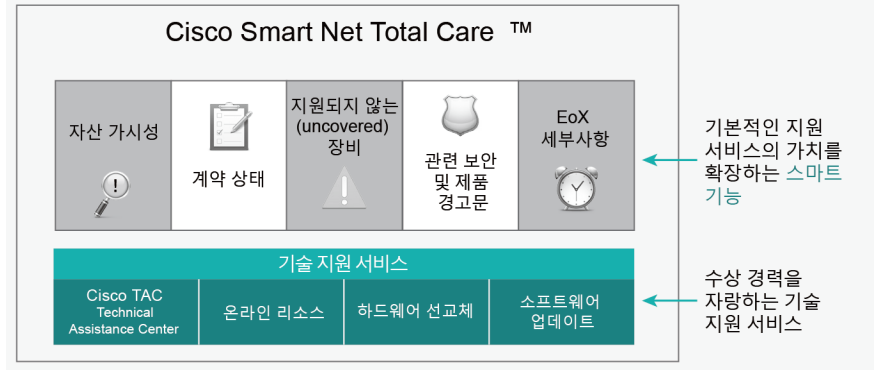 Cisco Smart Net Total Care ™
자산 가시성
계약 상태
지원되지 않는
(uncovered)
장비
관련 보안
및 제품
경고문
EoX
세부사항
기본적인 지원
서비스의 가치를
확장하는 스마트
기능
기술 지원 서비스
Cisco TAC
Technical
Assistance Center
온라인 리소스
하드웨어 선교체
소프트웨어
업데이트
수상 경력을
자랑하는 기술
지원 서비스